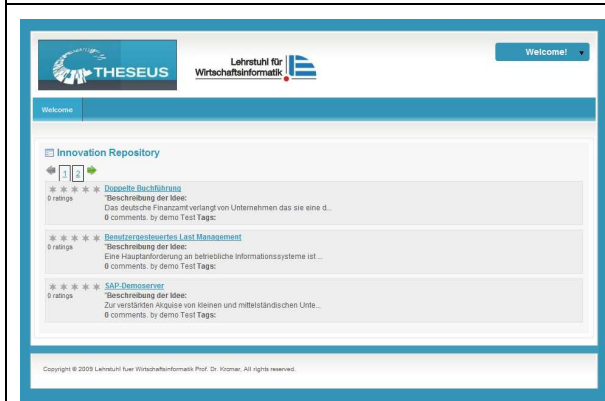 THESEUS
Lehrstuhl für
Wirtschaftsinformatik
Welcome!
Welcome
Innovation Repository
1 2
Doppelte Buchführung
0 ratings
"Beschreibung der Idee:
Das deutsche Finanzamt verlangt von Unternehmen das sie eine d...
0 comments. by demo Test Tags:
Benutzergesteuertes Last Management
0 ratings
"Beschreibung der Idee:
Eine Hauptanforderung an betriebliche Informationssysteme ist ...
0 comments. by demo Test Tags:
SAP-Demoserver
0 ratings
"Beschreibung der Idee:
Zur verstärkten Akquise von kleinen und mittelständischen Unte...
0 comments. by demo Test Tags:
Copyright © 2009 Lehrstuhl fuer Wirtschaftsinformatik Prof. Dr. Krcmar, All rights reserved.